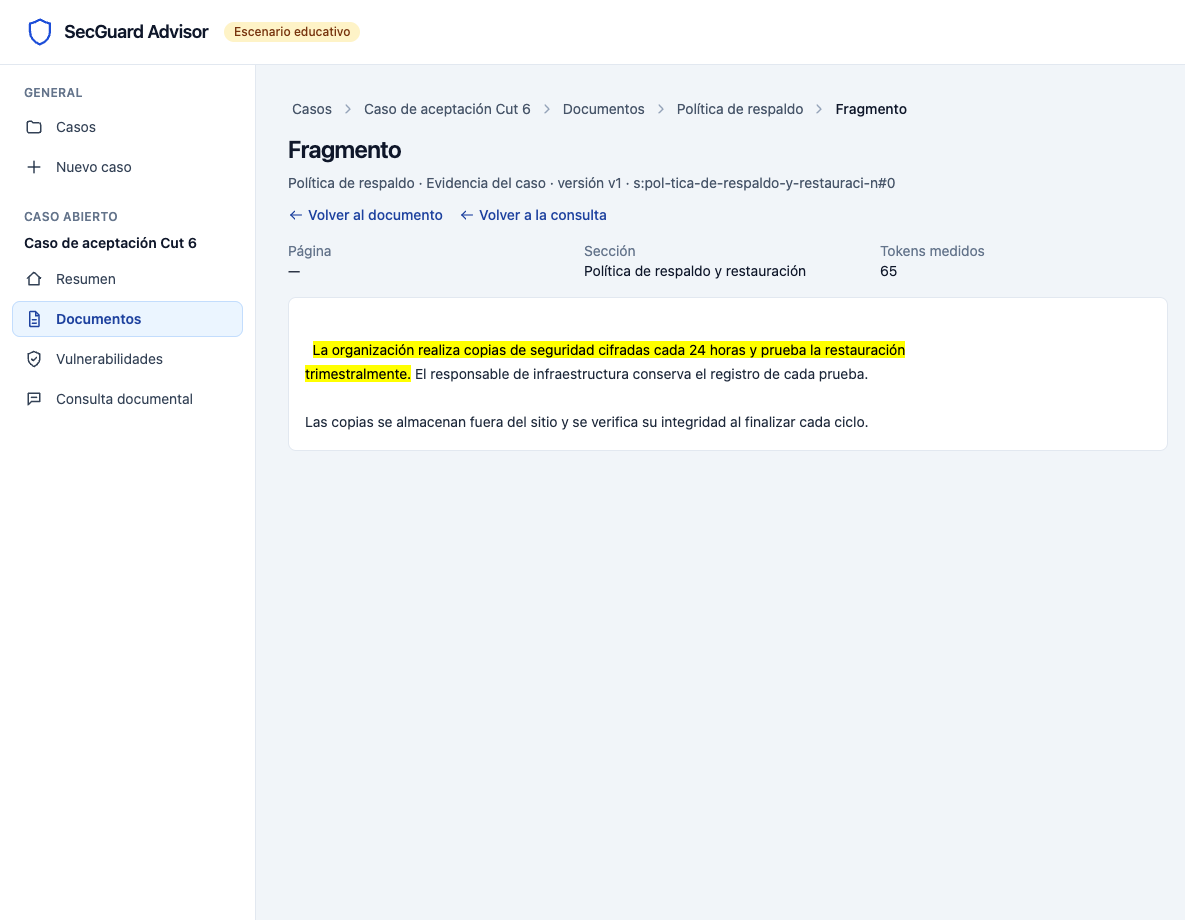 SecGuard Advisor
Escenario educativo
GENERAL
Casos
Nuevo caso
CASO ABIERTO
Caso de aceptación Cut 6
Resumen
Documentos
Vulnerabilidades
Consulta documental
Casos > Caso de aceptación Cut 6 > Documentos > Política de respaldo > Fragmento
Fragmento
Política de respaldo · Evidencia del caso · versión v1 · s:pol-tica-de-respaldo-y-restauraci-n#0
← Volver al documento ← Volver a la consulta
Página
—
Sección
Política de respaldo y restauración
Tokens medidos
65
La organización realiza copias de seguridad cifradas cada 24 horas y prueba la restauración
trimestralmente. El responsable de infraestructura conserva el registro de cada prueba.
Las copias se almacenan fuera del sitio y se verifica su integridad al finalizar cada ciclo.